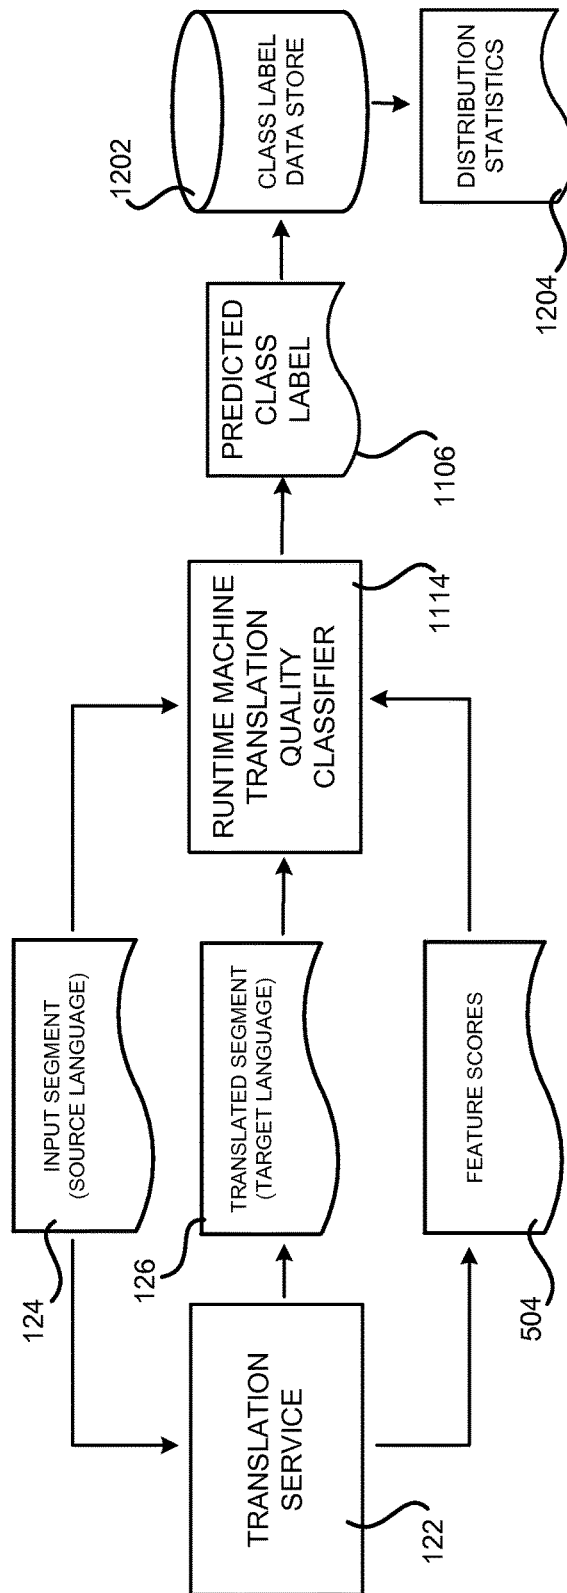 INPUT SEGMENT
(SOURCE LANGUAGE)
124
TRANSLATION
SERVICE
122
TRANSLATED SEGMENT
(TARGET LANGUAGE)
126
FEATURE SCORES
504
RUNTIME MACHINE
TRANSLATION
QUALITY
CLASSIFIER
1114
PREDICTED
CLASS
LABEL
1106
CLASS LABEL
DATA STORE
1202
DISTRIBUTION
STATISTICS
1204